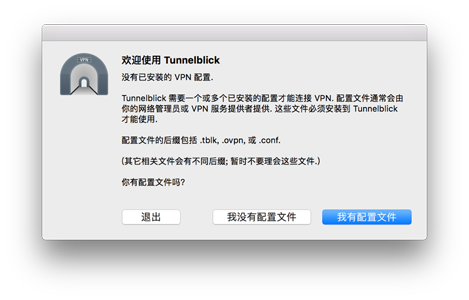 VPN
欢迎使用 Tunnelblick
没有已安装的 VPN 配置.
Tunnelblick 需要一个或多个已安装的配置才能连接 VPN. 配置文件通常会由
你的网络管理员或 VPN 服务提供者提供. 这些文件必须安装到 Tunnelblick
才能使用.
配置文件的后缀包括 .tblk, .ovpn, 或 .conf.
(其它相关文件会有不同后缀; 暂时不要理会这些文件.)
你有配置文件吗?
退出
我没有配置文件
我有配置文件